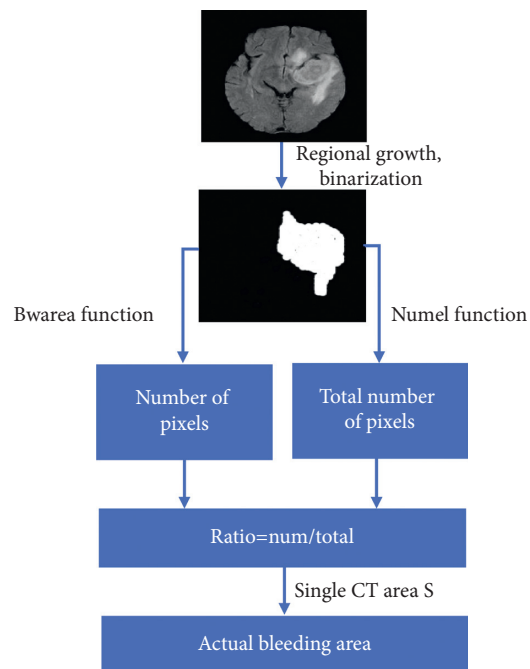 Regional growth,
binarization
Bwarea function
Numel function
Number of
pixels
Total number
of pixels
Ratio=num/total
Single CT area S
Actual bleeding area